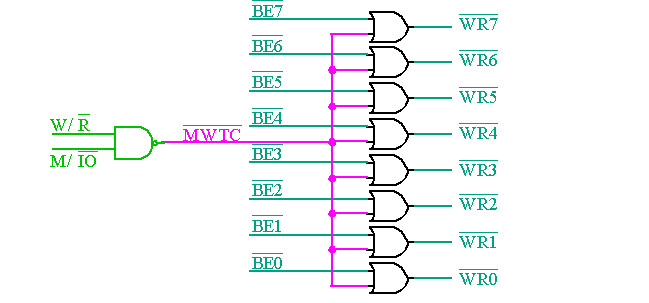 BE7 WR7
BE6 WR6
BE5 WR5
BE4 WR4
W/ R MWTC
M/ IO
BE3 WR3
BE2 WR2
BE1 WR1
BE0 WR0